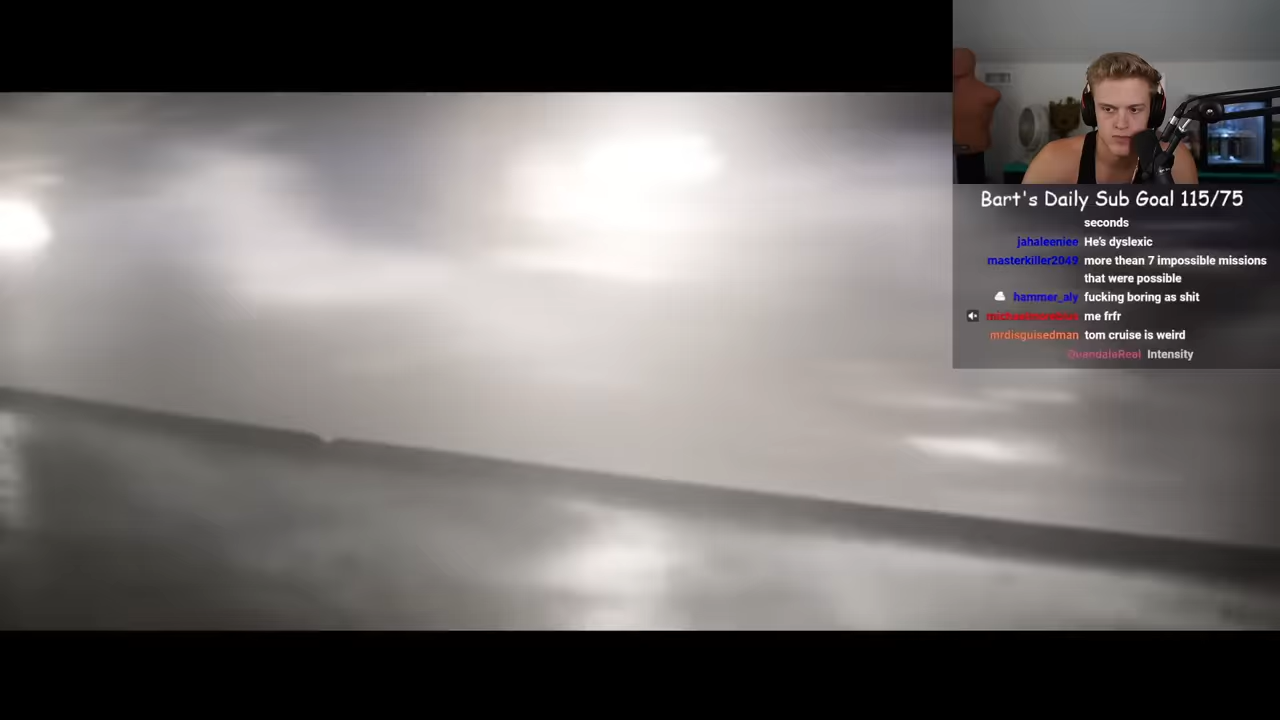 Bart's Daily Sub Goal 115/75
seconds
jahaleeniee He's dyslexic
masterkiller2049 more thean 7 impossible missions
that were possible
hammer_aly fucking boring as shit
me frfr
mrdisguisedman tom cruise is weird
QuandaleReal Intensity